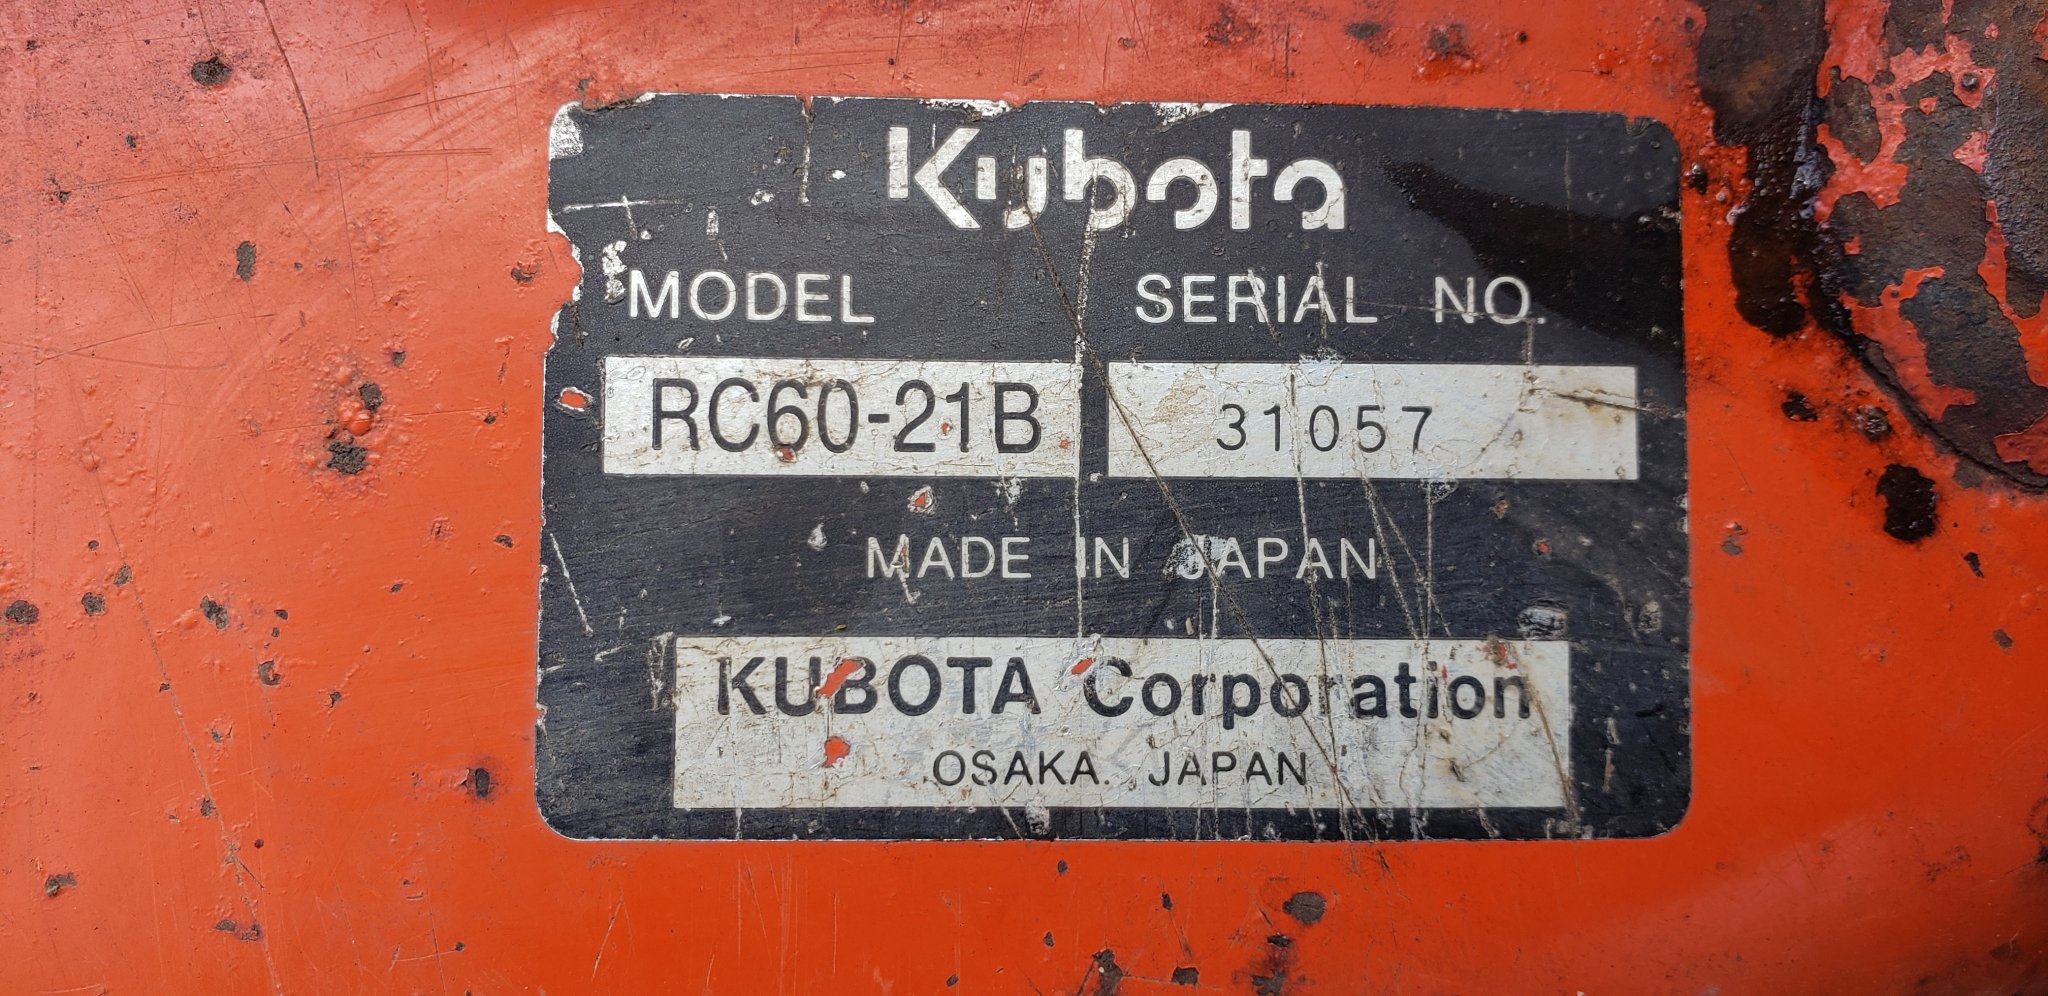 Kubota
MODEL SERIAL NO.
RC60-21B 31057
MADE IN JAPAN
KUBOTA Corporation
OSAKA. JAPAN